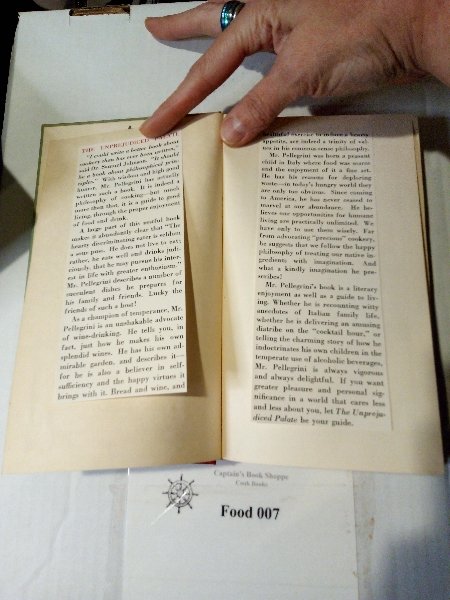 THE UNPREJUDICED PALATE
"I could write a better book about
cookery than has ever been written,"
said Dr. Samuel Johnson. "It should
be a book about philosophical prin-
ciples." With wisdom and high good
humor, Mr. Pellegrini has actually
written such a book. It is indeed a
philosophy of cooking—but much
more than that, it is a guide to good
living, through the proper enjoyment
of food and drink.
A large part of this zestful book
makes it abundantly clear that "The
hearty discriminating eater is seldom
a sour puss. He does not live to eat;
rather, he eats well and drinks judi-
ciously, that he may pursue his inter-
est in life with greater enthusiasm."
Mr. Pellegrini describes a number of
succulent dishes he prepares for
his family and friends. Lucky the
friends of such a host!
As a champion of temperance, Mr.
Pellegrini is an unshakable advocate
of wine-drinking. He tells you, in
fact, just how he makes his own
splendid wines. He has his own ad-
mirable garden, and describes it—
for he is also a believer in self-
sufficiency and the happy virtues it
brings with it. Bread and wine, and
exercise to induce a hearty
appetite, are indeed a trinity of val-
ues in his common sense philosophy.
Mr. Pellegrini was born a peasant
child in Italy where food was scarce
and the enjoyment of it a fine art.
He has his reasons for deploring
waste—in today's hungry world they
are only too obvious. Since coming
to America, he has never ceased to
marvel at our abundance. He be-
lieves our opportunities for humane
living are practically unlimited. We
have only to use them wisely. Far
from advocating "precious" cookery,
he suggests that we follow the happy
philosophy of treating our native in-
gredients with imagination. And
what a kindly imagination he pre-
scribes!
Mr. Pellegrini's book is a literacy
enjoyment as well as a guide to liv-
ing. Whether he is recounting witty
anecdotes of Italian family life,
whether he is delivering an amusing
diatribe on the "cocktail hour," or
telling the charming story of how he
indoctrinates his own children in the
temperate use of alcoholic beverages,
Mr. Pellegrini is always vigorous
and always delightful. If you want
greater pleasure and personal sig-
nificance in a world that cares less
and less about you, let The Unpreju-
diced Palate be your guide.
Captain's Book Shoppe
Cook Books
Food 007